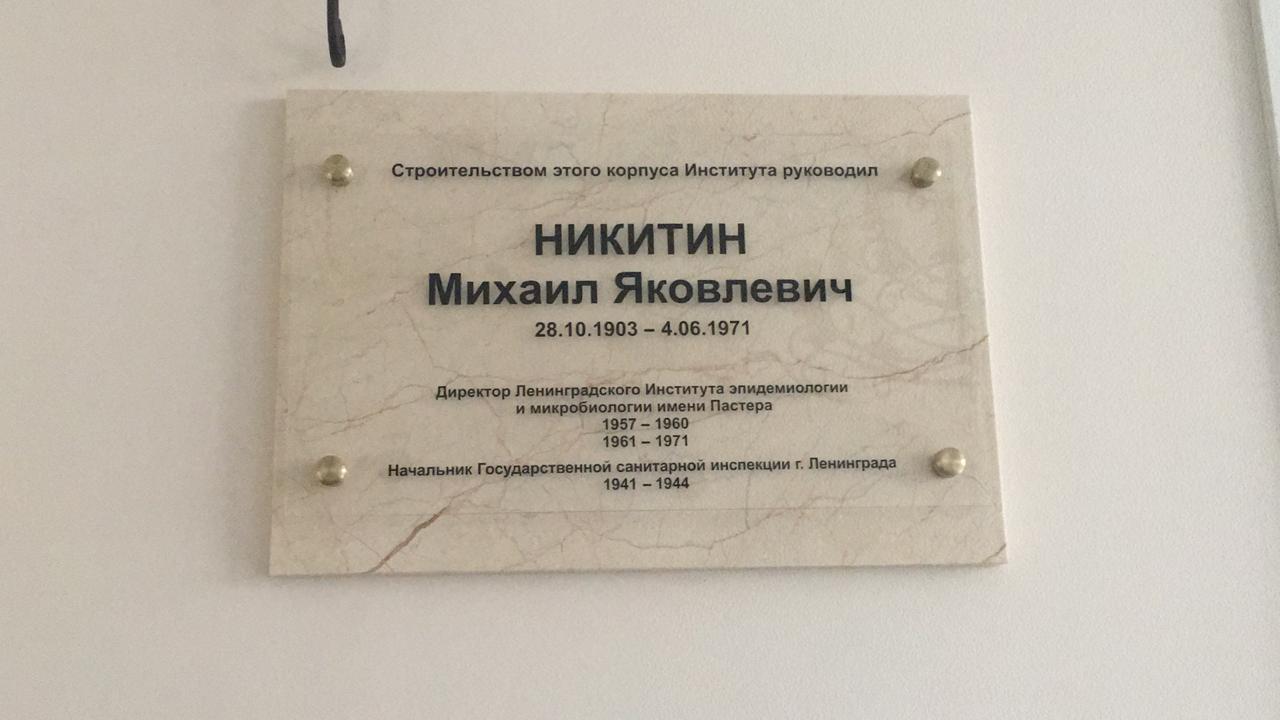 Строительством этого корпуса Института руководил
НИКИТИН
Михаил Яковлевич
28.10.1903 – 4.06.1971
Директор Ленинградского Института эпидемиологии
и микробиологии имени Пастера
1957 – 1960
1961 – 1971
Начальник Государственной санитарной инспекции г. Ленинграда
1941 – 1944